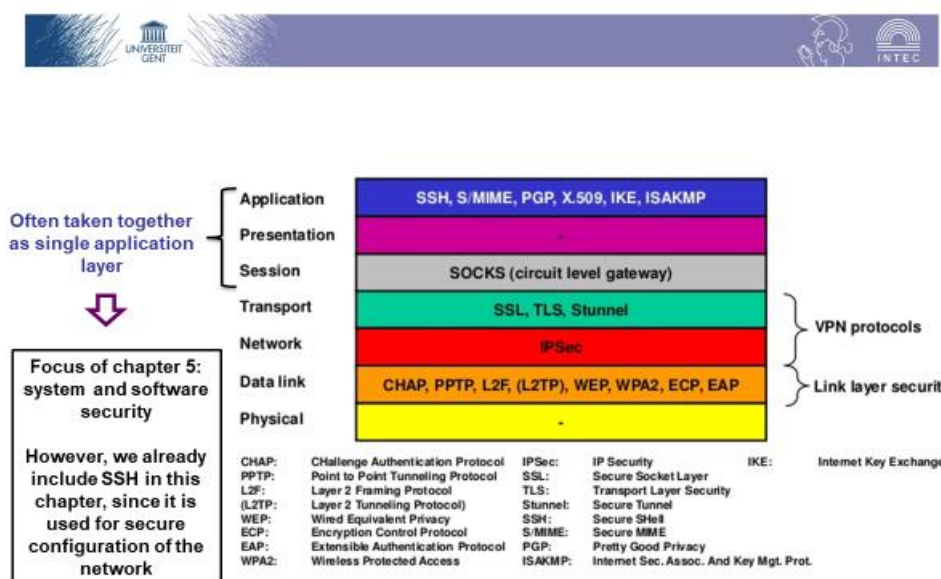 UNIVERSITEIT
GENT
INTEC
Often taken together
as single application
layer
Focus of chapter 5:
system and software
security
However, we already
include SSH in this
chapter, since it is
used for secure
configuration of the
network
Application SSH, S/MIME, PGP, X.509, IKE, ISAKMP
Presentation -
Session SOCKS (circuit level gateway)
Transport SSL, TLS, Stunnel
Network IPSec
Data link CHAP, PPTP, L2F, (L2TP), WEP, WPA2, ECP, EAP
Physical -
VPN protocols
Link layer securit
CHAP: CHallenge Authentication Protocol IPSec: IP Security IKE: Internet Key Exchange
PPTP: Point to Point Tunneling Protocol SSL: Secure Socket Layer
L2F: Layer 2 Framing Protocol TLS: Transport Layer Security
(L2TP: Layer 2 Tunneling Protocol) Stunnel: Secure Tunnel
WEP: Wired Equivalent Privacy SSH: Secure SHell
ECP: Encryption Control Protocol S/MIME: Secure MIME
EAP: Extensible Authentication Protocol PGP: Pretty Good Privacy
WPA2: Wireless Protected Access ISAKMP: Internet Sec. Assoc. And Key Mgt. Prot.